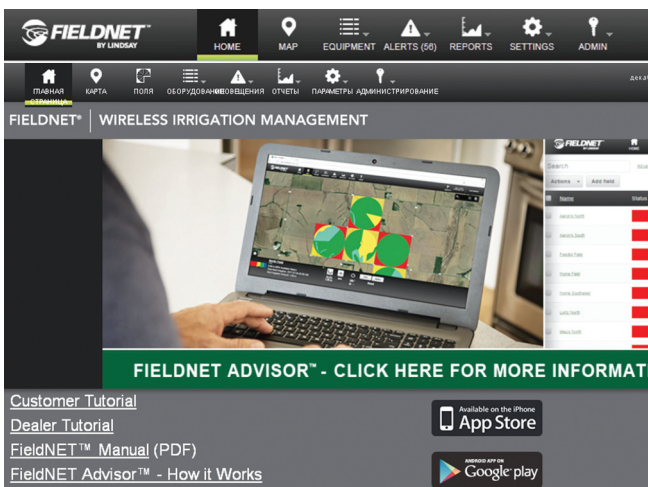 FIELDNET™
BY LINDSAY
HOME
MAP
EQUIPMENT
ALERTS (56)
REPORTS
SETTINGS
ADMIN
ГЛАВНАЯ СТРАНИЦА
КАРТА
ПОЛЯ
ОБОРУДОВАНИЕ
ОПОВЕЩЕНИЯ
ОТЧЕТЫ
ПАРАМЕТРЫ
АДМИНИСТРИРОВАНИЕ
FIELDNET® | WIRELESS IRRIGATION MANAGEMENT
FIELDNET
Search
Actions
Add field
Name
Status
FIELDNET ADVISOR™ - CLICK HERE FOR MORE INFORMATI
Customer Tutorial
Dealer Tutorial
FieldNET™ Manual (PDF)
FieldNET Advisor™ - How it Works
Available on the iPhone
App Store
ANDROID APP ON
Google play